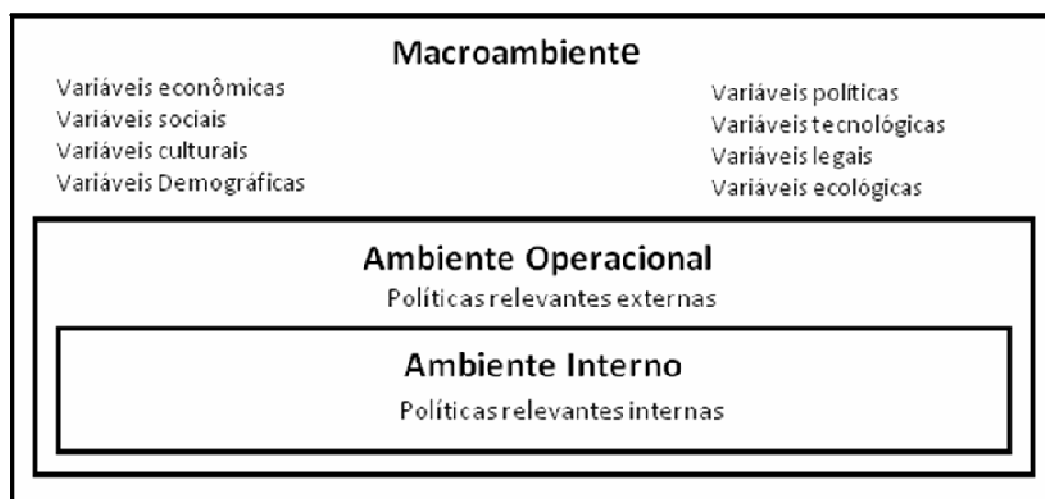 Macroambiente
Variáveis econômicas
Variáveis sociais
Variáveis culturais
Variáveis Demográficas
Variáveis políticas
Variáveis tecnológicas
Variáveis legais
Variáveis ecológicas
Ambiente Operacional
Políticas relevantes externas
Ambiente Interno
Políticas relevantes internas